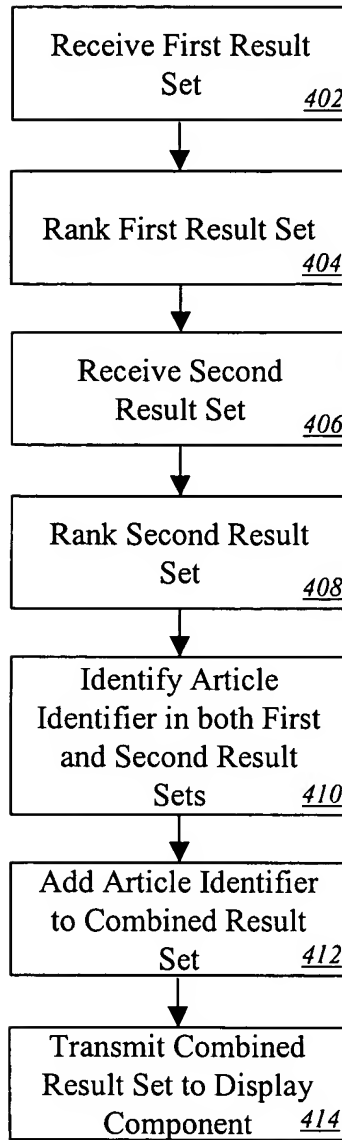 Receive First Result
Set
402
Rank First Result Set
404
Receive Second
Result Set
406
Rank Second Result
Set
408
Identify Article
Identifier in both First
and Second Result
Sets
410
Add Article Identifier
to Combined Result
Set
412
Transmit Combined
Result Set to Display
Component
414